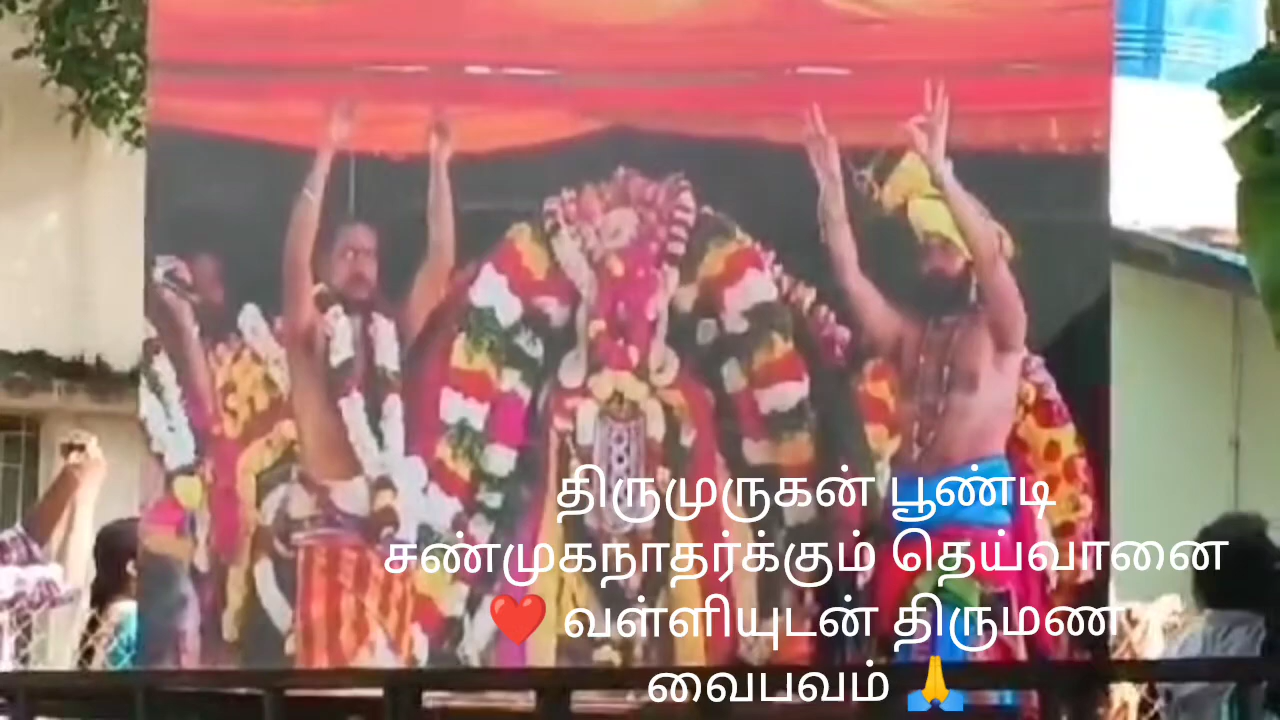 திருமுருகன் பூண்டி
சண்முகநாதர்க்கும் தெய்வானை
❤️ வள்ளியுடன் திருமண
வைபவம் 🙏